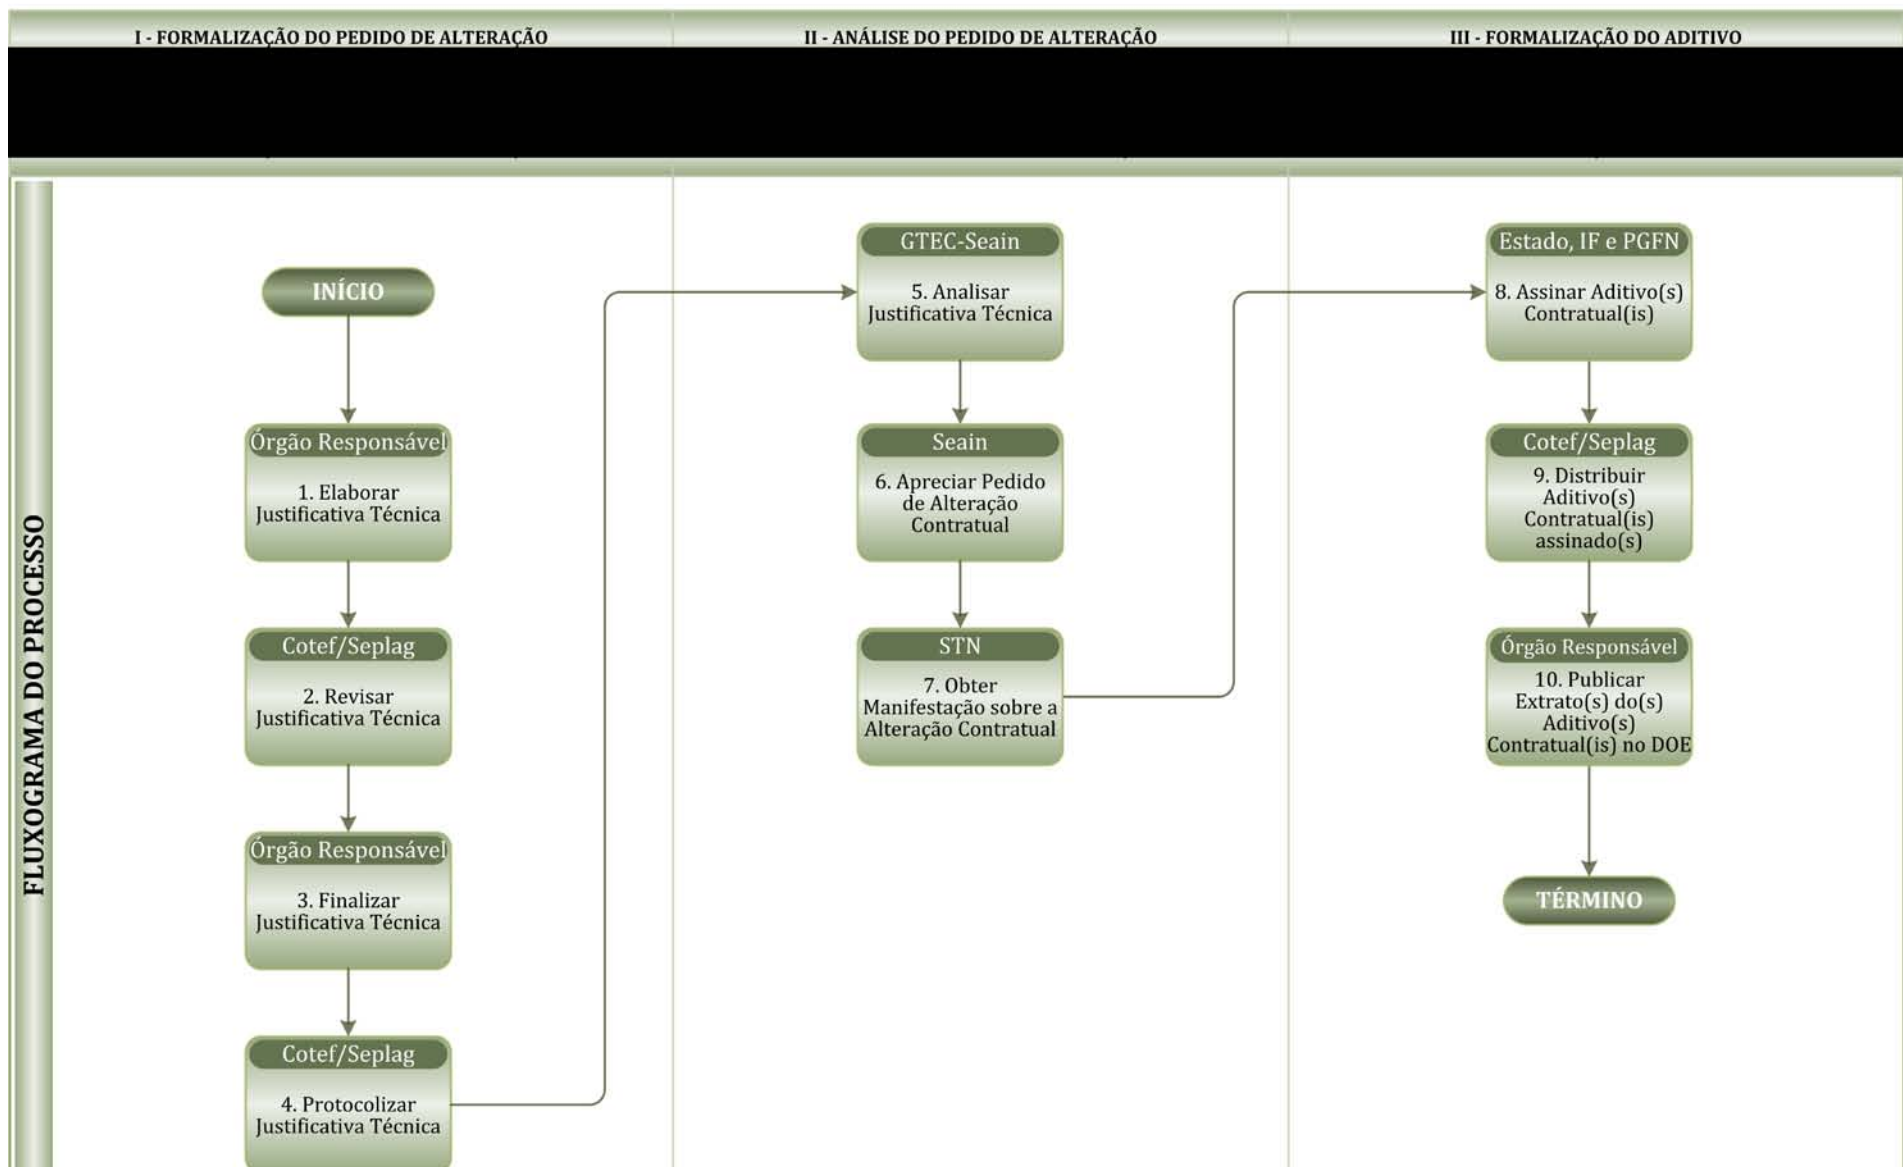 I - FORMALIZAÇÃO DO PEDIDO DE ALTERAÇÃO
II - ANÁLISE DO PEDIDO DE ALTERAÇÃO
III - FORMALIZAÇÃO DO ADITIVO
FLUXOGRAMA DO PROCESSO
INÍCIO
Órgão Responsável
1. Elaborar
Justificativa Técnica
Cotef/Seplag
2. Revisar
Justificativa Técnica
Órgão Responsável
3. Finalizar
Justificativa Técnica
Cotef/Seplag
4. Protocolizar
Justificativa Técnica
GTEC-Seain
5. Analisar
Justificativa Técnica
Seain
6. Apreciar Pedido
de Alteração
Contratual
STN
7. Obter
Manifestação sobre a
Alteração Contratual
Estado, IF e PGFN
8. Assinar Aditivo(s)
Contratual(is)
Cotef/Seplag
9. Distribuir
Aditivo(s)
Contratual(is)
assinado(s)
Órgão Responsável
10. Publicar
Extrato(s) do(s)
Aditivo(s)
Contratual(is) no DOE
TÉRMINO